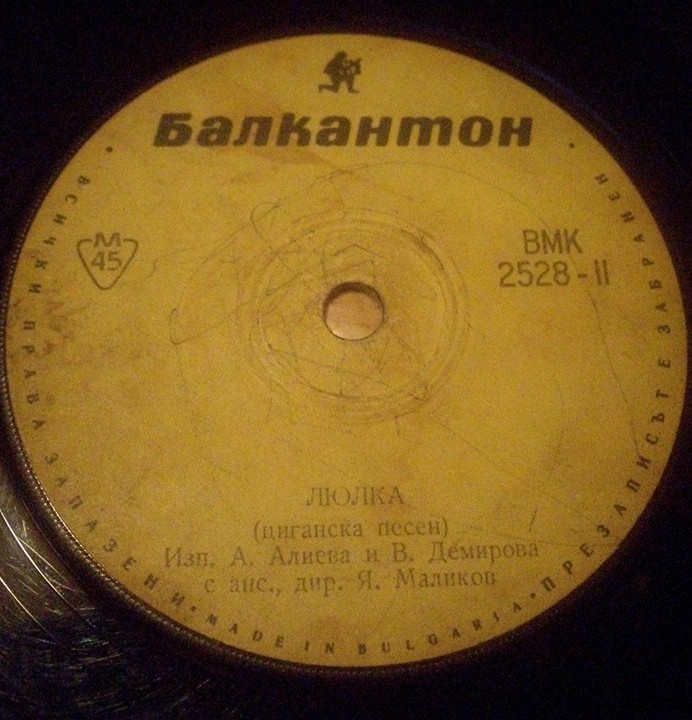 Балкантон
М
45
ВМК
2528-II
ЛЮЛКА
(циганска песен)
Изп. А. Алиева и В. Демирова
с анс., дир. Я. Маликов
• ВСИЧКИ ПРАВА ЗАПАЗЕНИ • MADE IN BULGARIA • ПРЕЗАПИСЪТ Е ЗАБРАНЕН •